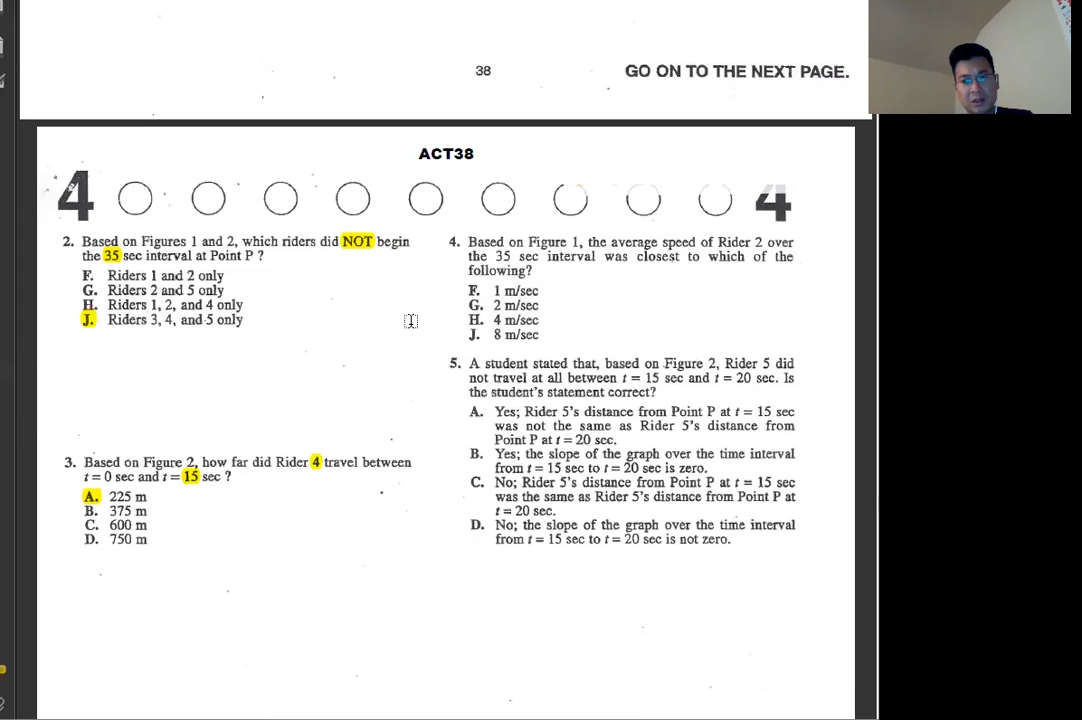 38
GO ON TO THE NEXT PAGE.
ACT38
4
4
2. Based on Figures 1 and 2, which riders did NOT begin
the 35 sec interval at Point P ?
F. Riders 1 and 2 only
G. Riders 2 and 5 only
H. Riders 1, 2, and 4 only
J. Riders 3, 4, and 5 only
3. Based on Figure 2, how far did Rider 4 travel between
t = 0 sec and t = 15 sec ?
A. 225 m
B. 375 m
C. 600 m
D. 750 m
4. Based on Figure 1, the average speed of Rider 2 over
the 35 sec interval was closest to which of the
following?
F. 1 m/sec
G. 2 m/sec
H. 4 m/sec
J. 8 m/sec
5. A student stated that, based on Figure 2, Rider 5 did
not travel at all between t = 15 sec and t = 20 sec. Is
the student's statement correct?
A. Yes; Rider 5's distance from Point P at t = 15 sec
was not the same as Rider 5's distance from
Point P at t = 20 sec.
B. Yes; the slope of the graph over the time interval
from t = 15 sec to t = 20 sec is zero.
C. No; Rider 5's distance from Point P at t = 15 sec
was the same as Rider 5's distance from Point P at
t = 20 sec.
D. No; the slope of the graph over the time interval
from t = 15 sec to t = 20 sec is not zero.